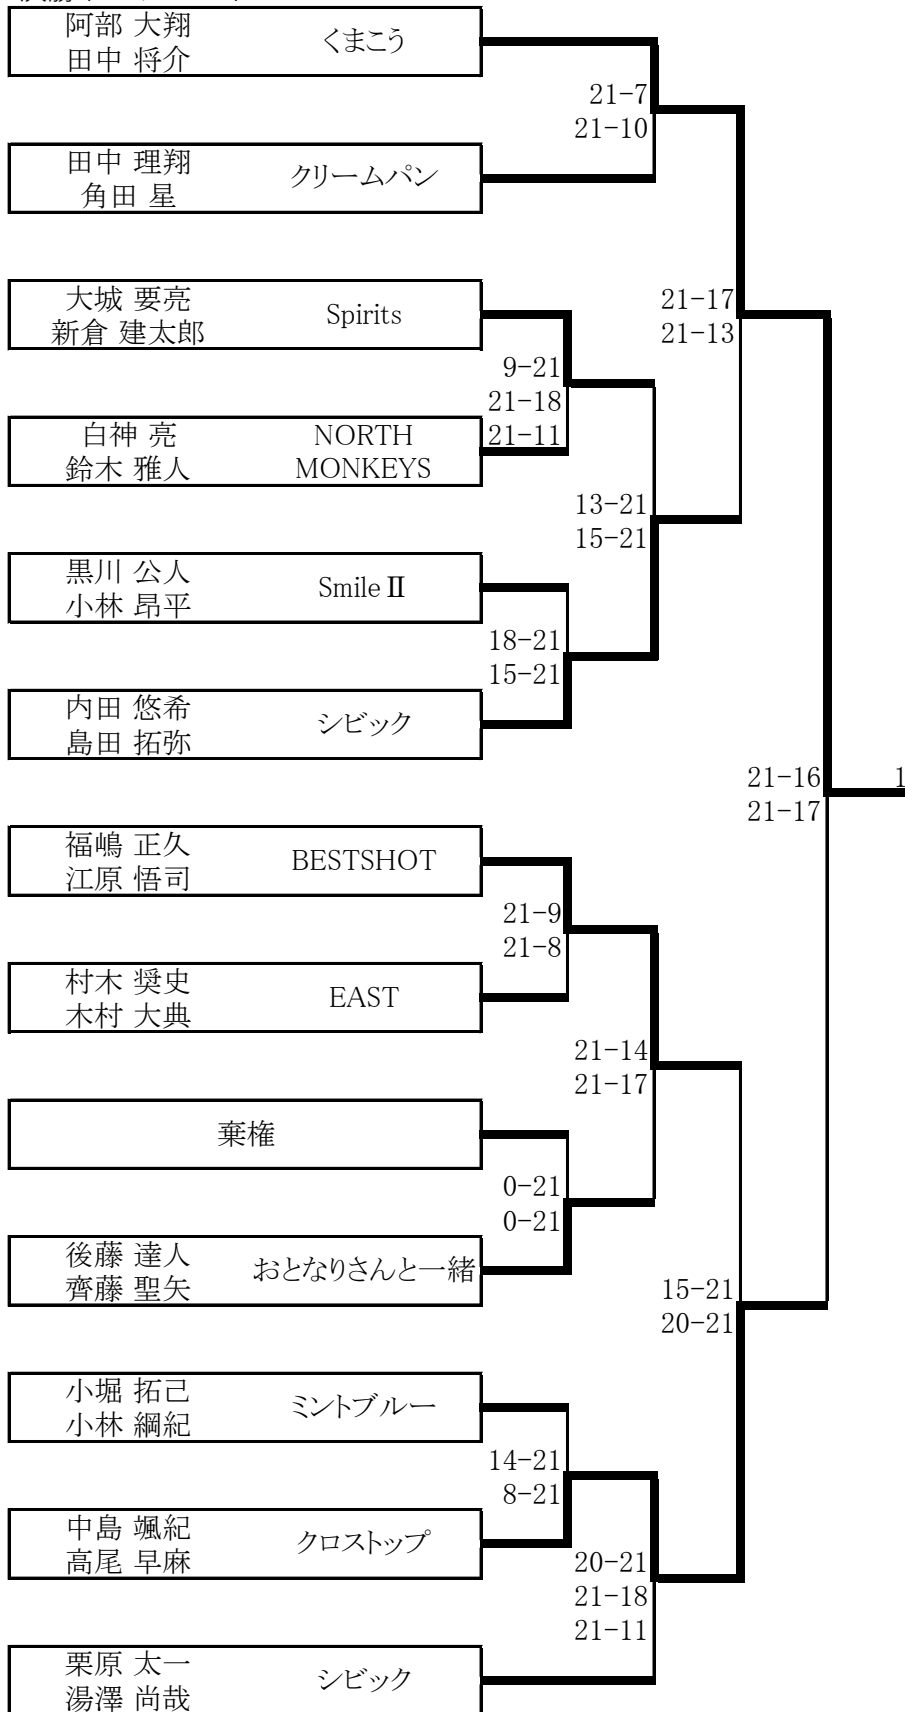 阿部 大翔
田中 将介
くまこう
21-7
21-10
田中 理翔
角田 星
クリームパン
大城 要亮
新倉 建太郎
Spirits
21-17
21-13
9-21
21-18
21-11
白神 亮
鈴木 雅人
NORTH
MONKEYS
13-21
15-21
黒川 公人
小林 昂平
SmileⅡ
18-21
15-21
内田 悠希
島田 拓弥
シビック
21-16
21-17
1
福嶋 正久
江原 悟司
BESTSHOT
21-9
21-8
村木 奨史
木村 大典
EAST
21-14
21-17
棄権
0-21
0-21
後藤 達人
齊藤 聖矢
おとなりさんと一緒
15-21
20-21
小堀 拓己
小林 綱紀
ミントブルー
14-21
8-21
中島 颯紀
高尾 早麻
クロストップ
20-21
21-18
21-11
栗原 太一
湯澤 尚哉
シビック